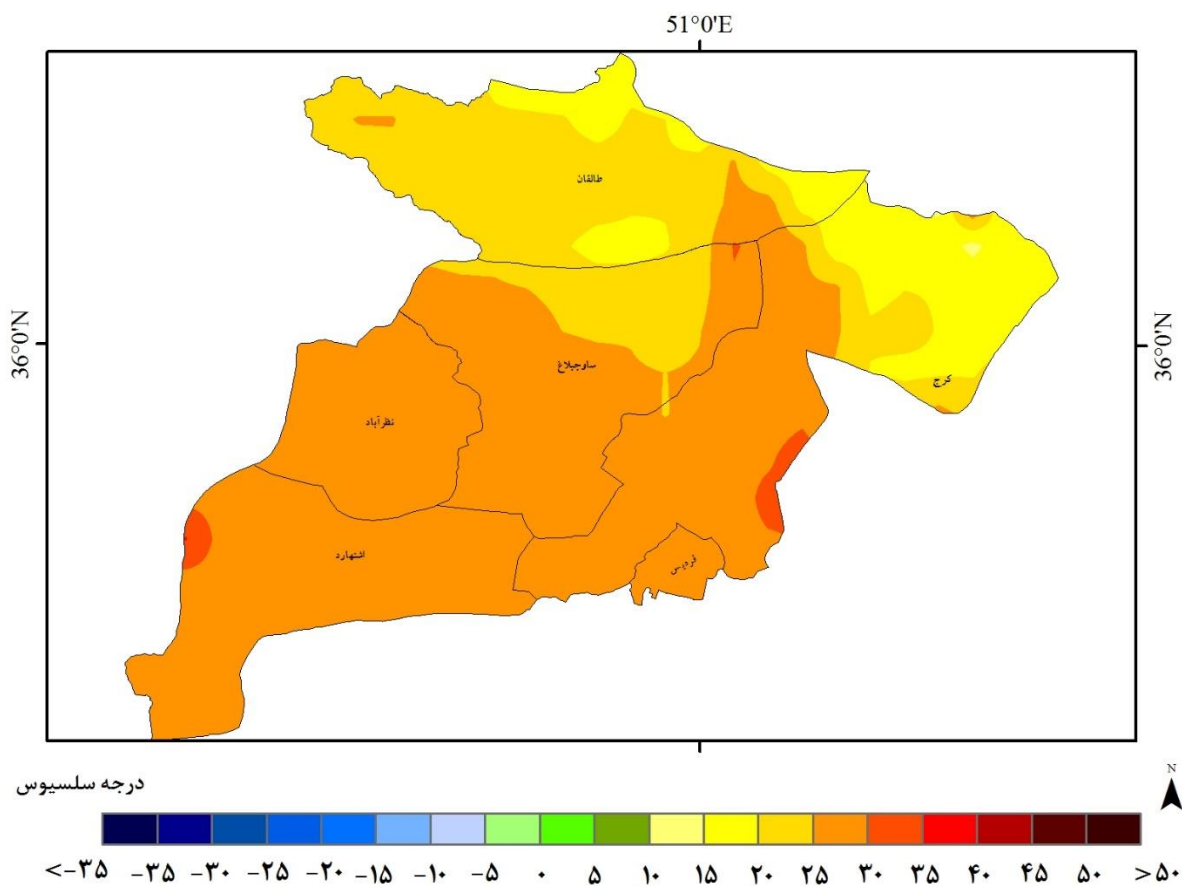 51°0'E
36°0'N
36°0'N
طالقان
ساوجبلاغ
کرج
نظرآباد
اشتهارد
فردیس
درجه سلسیوس
N
<-۳۵ -۳۵ -۳۰ -۲۵ -۲۰ -۱۵ -۱۰ -۵ ۰ ۵ ۱۰ ۱۵ ۲۰ ۲۵ ۳۰ ۳۵ ۴۰ ۴۵ ۵۰ >۵۰